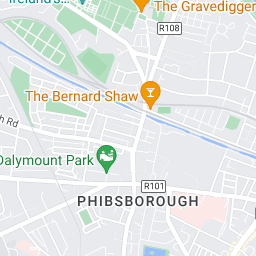 Ireland's...
The Gravedigger
R108
The Bernard Shaw
h Rd
Dalymount Park
R101
PHIBSBOROUGH